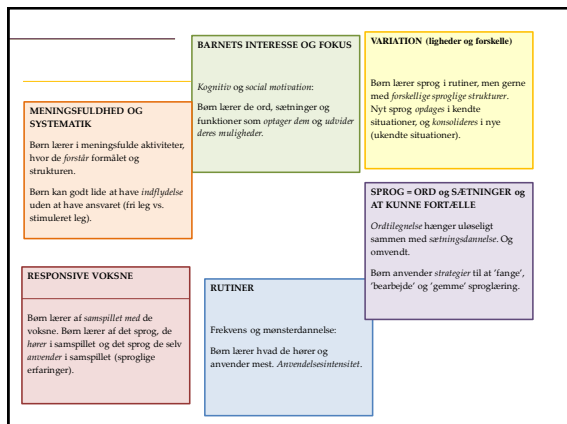 BARNETS INTERESSE OG FOKUS
Kognitiv og social motivation:
Børn lærer de ord, sætninger og
funktioner som optager dem og udvider
deres muligheder.
VARIATION (ligheder og forskelle)
Børn lærer sprog i rutiner, men gerne
med forskellige sproglige strukturer.
Nyt sprog opdages i kendte
situationer, og konsolideres i nye
(ukendte situationer).
MENINGSFULDHED OG
SYSTEMATIK
Børn lærer i meningsfulde aktiviteter,
hvor de forstår formålet og
strukturen.
Børn kan godt lide at have indflydelse
uden at have ansvaret (fri leg vs.
stimuleret leg).
SPROG = ORD og SÆTNINGER og
AT KUNNE FORTÆLLE
Ordtilegnelse hænger uløseligt
sammen med sætningsdannelse. Og
omvendt.
Børn anvender strategier til at ‘fange’,
‘bearbejde’ og ‘gemme’ sproglæring.
RESPONSIVE VOKSNE
Børn lærer af samspillet med de
voksne. Børn lærer af det sprog, de
hører i samspillet og det sprog de selv
anvender i samspillet (sproglige
erfaringer).
RUTINER
Frekvens og mønsterdannelse:
Børn lærer hvad de hører og
anvender mest. Anvendelsesintensitet.